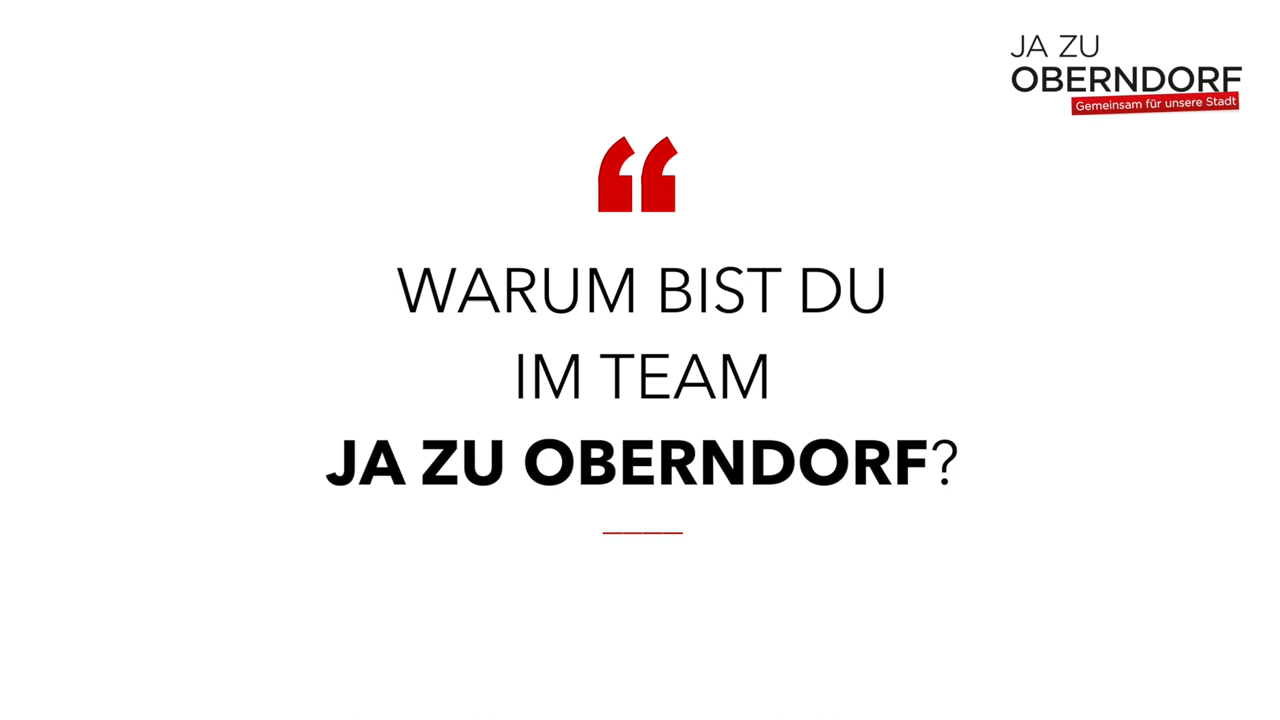 JA ZU
OBERNDORF
Gemeinsam für unsere Stadt
“
WARUM BIST DU
IM TEAM
JA ZU OBERNDORF?